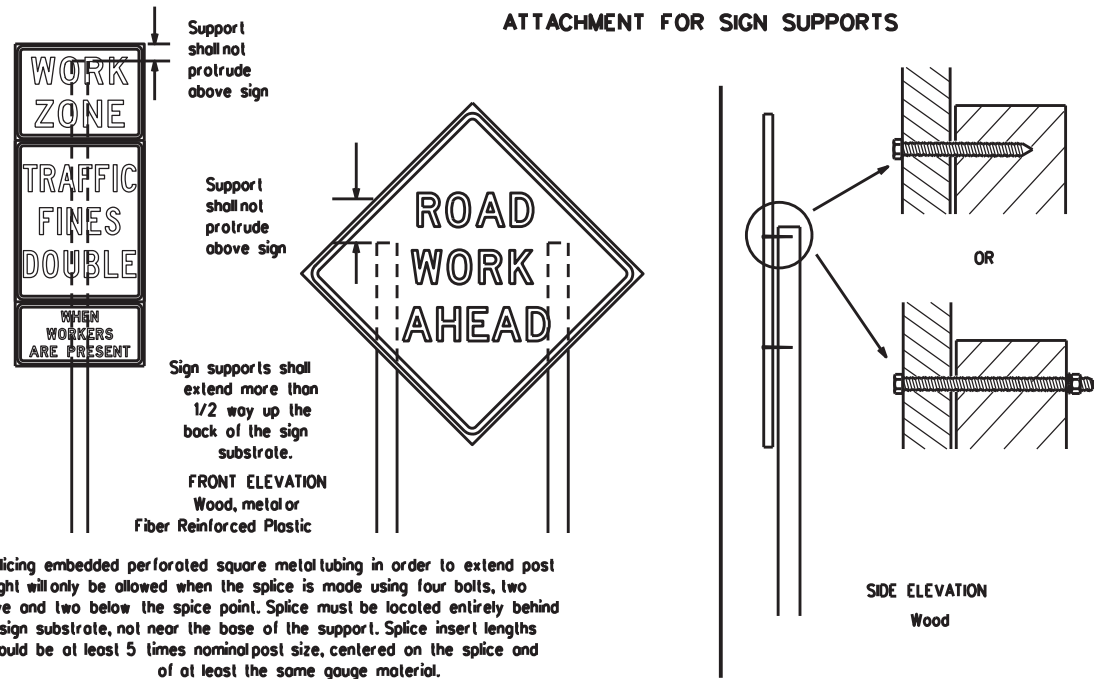 ATTACHMENT FOR SIGN SUPPORTS
Support
shall not
protrude
above sign
WORK
ZONE
TRAFFIC
FINES
DOUBLE
WHEN
WORKERS
ARE PRESENT
Support
shall not
protrude
above sign
ROAD
WORK
AHEAD
Sign supports shall
extend more than
1/2 way up the
back of the sign
substrate.
FRONT ELEVATION
Wood, metal or
Fiber Reinforced Plastic
OR
SIDE ELEVATION
Wood
licing embedded perforated square metal tubing in order to extend post
ght will only be allowed when the splice is made using four bolts, two
ve and two below the spice point. Splice must be located entirely behind
sign substrate, not near the base of the support. Splice insert lengths
ould be at least 5 times nominal post size, centered on the splice and
of at least the same gauge material.